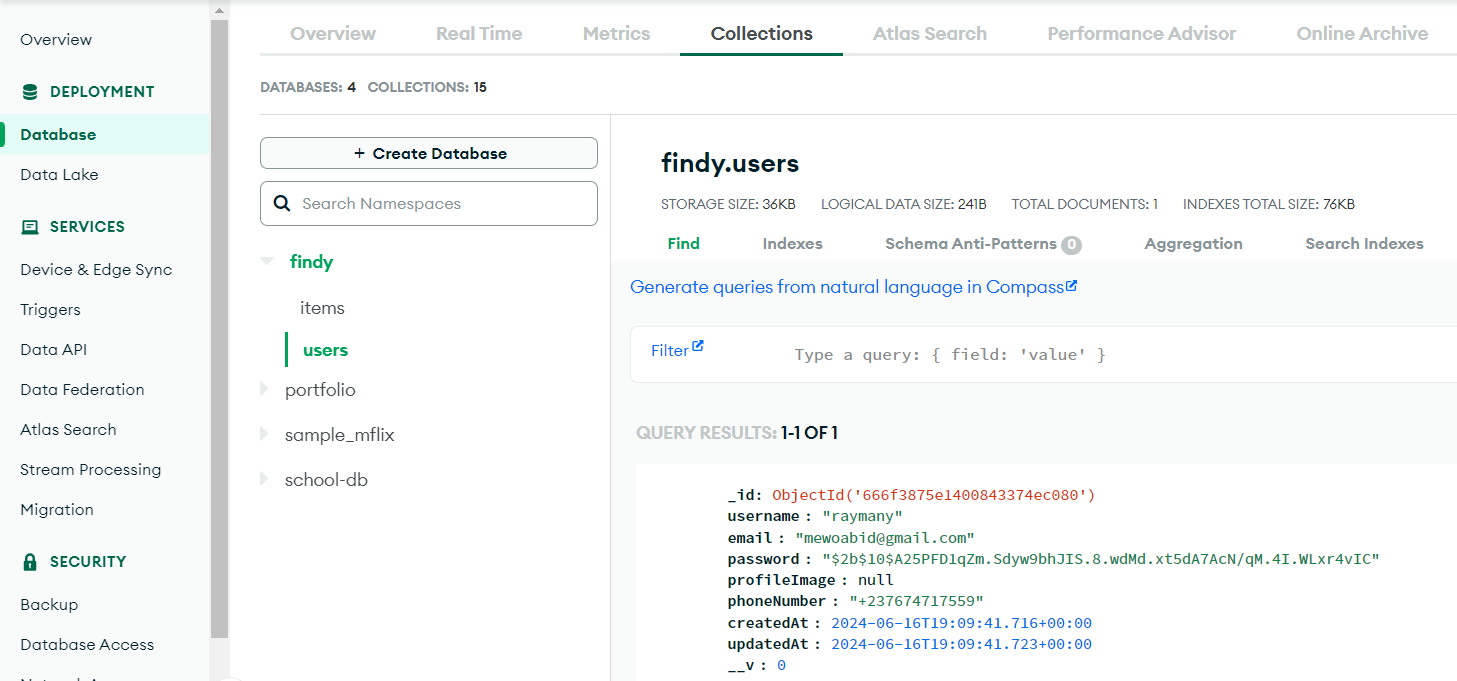 Overview
DEPLOYMENT
Database
Data Lake
SERVICES
Device & Edge Sync
Triggers
Data API
Data Federation
Atlas Search
Stream Processing
Migration
SECURITY
Backup
Database Access
Overview Real Time Metrics Collections Atlas Search Performance Advisor Online Archive
DATABASES: 4 COLLECTIONS: 15
+ Create Database
Search Namespaces
findy
items
users
portfolio
sample_mflix
school-db
findy.users
STORAGE SIZE: 36KB LOGICAL DATA SIZE: 241B TOTAL DOCUMENTS: 1 INDEXES TOTAL SIZE: 76KB
Find Indexes Schema Anti-Patterns 0 Aggregation Search Indexes
Generate queries from natural language in Compass
Filter Type a query: { field: 'value' }
QUERY RESULTS: 1-1 OF 1
_id: ObjectId('666f3875e1400843374ec080')
username : "raymany"
email : "mewoabid@gmail.com"
password : "$2b$10$A25PFD1qZm.Sdyw9bhJIS.8.wdMd.xt5dA7AcN/qM.4I.WLxr4vIC"
profileImage : null
phoneNumber : "+237674717559"
createdAt : 2024-06-16T19:09:41.716+00:00
updatedAt : 2024-06-16T19:09:41.723+00:00
__v : 0